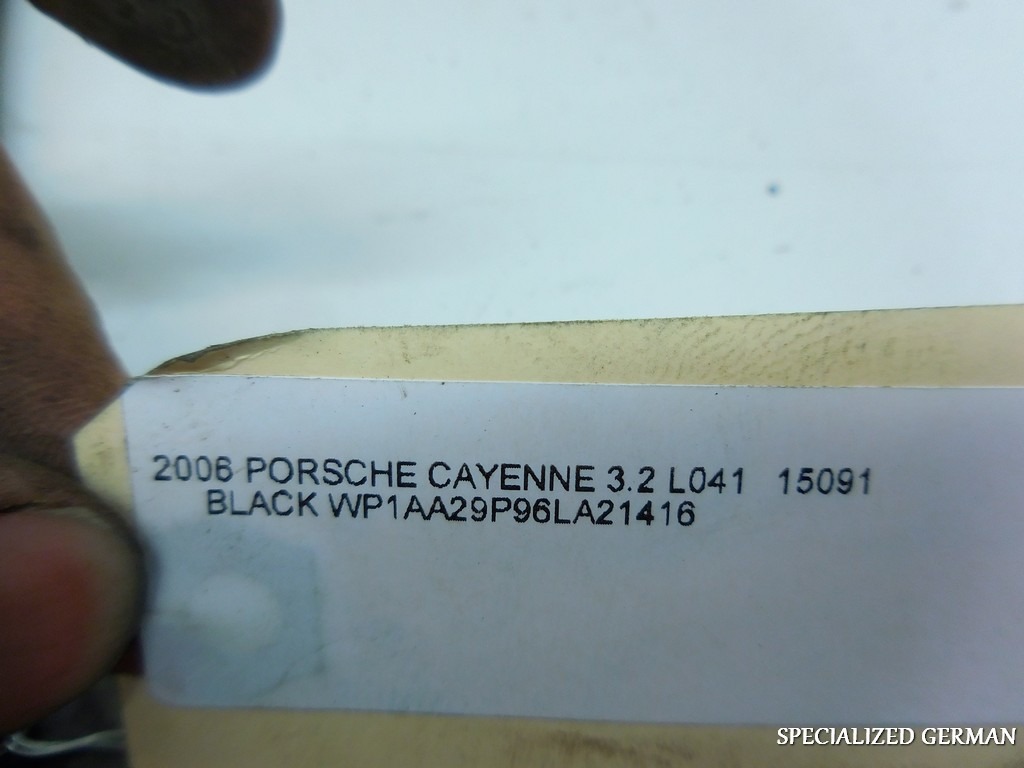 2006 PORSCHE CAYENNE 3.2 L041 15091
BLACK WP1AA29P96LA21416
SPECIALIZED GERMAN